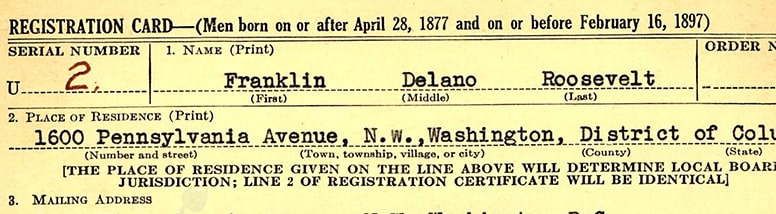 REGISTRATION CARD—(Men born on or after April 28, 1877 and on or before February 16, 1897)
SERIAL NUMBER 1. NAME (Print) ORDER
U 2. Franklin Delano Roosevelt
(First) (Middle) (Last)
2. PLACE OF RESIDENCE (Print)
1600 Pennsylvania Avenue, N.W.,Washington, District of
(Number and street) (Town, township, village, or city) (County) (State)
[THE PLACE OF RESIDENCE GIVEN ON THE LINE ABOVE WILL DETERMINE LOCAL BOARD
JURISDICTION; LINE 2 OF REGISTRATION CERTIFICATE WILL BE IDENTICAL]
3. MAILING ADDRESS